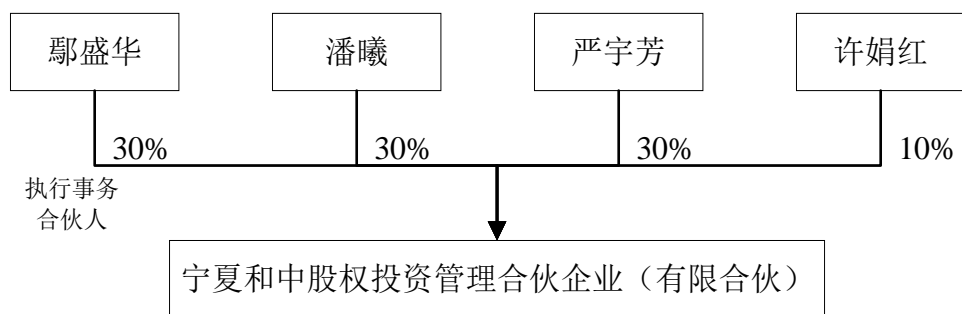 鄢盛华
潘曦
严宇芳
许娟红
30%
30%
30%
10%
执行事务
合伙人
宁夏和中股权投资管理合伙企业（有限合伙）